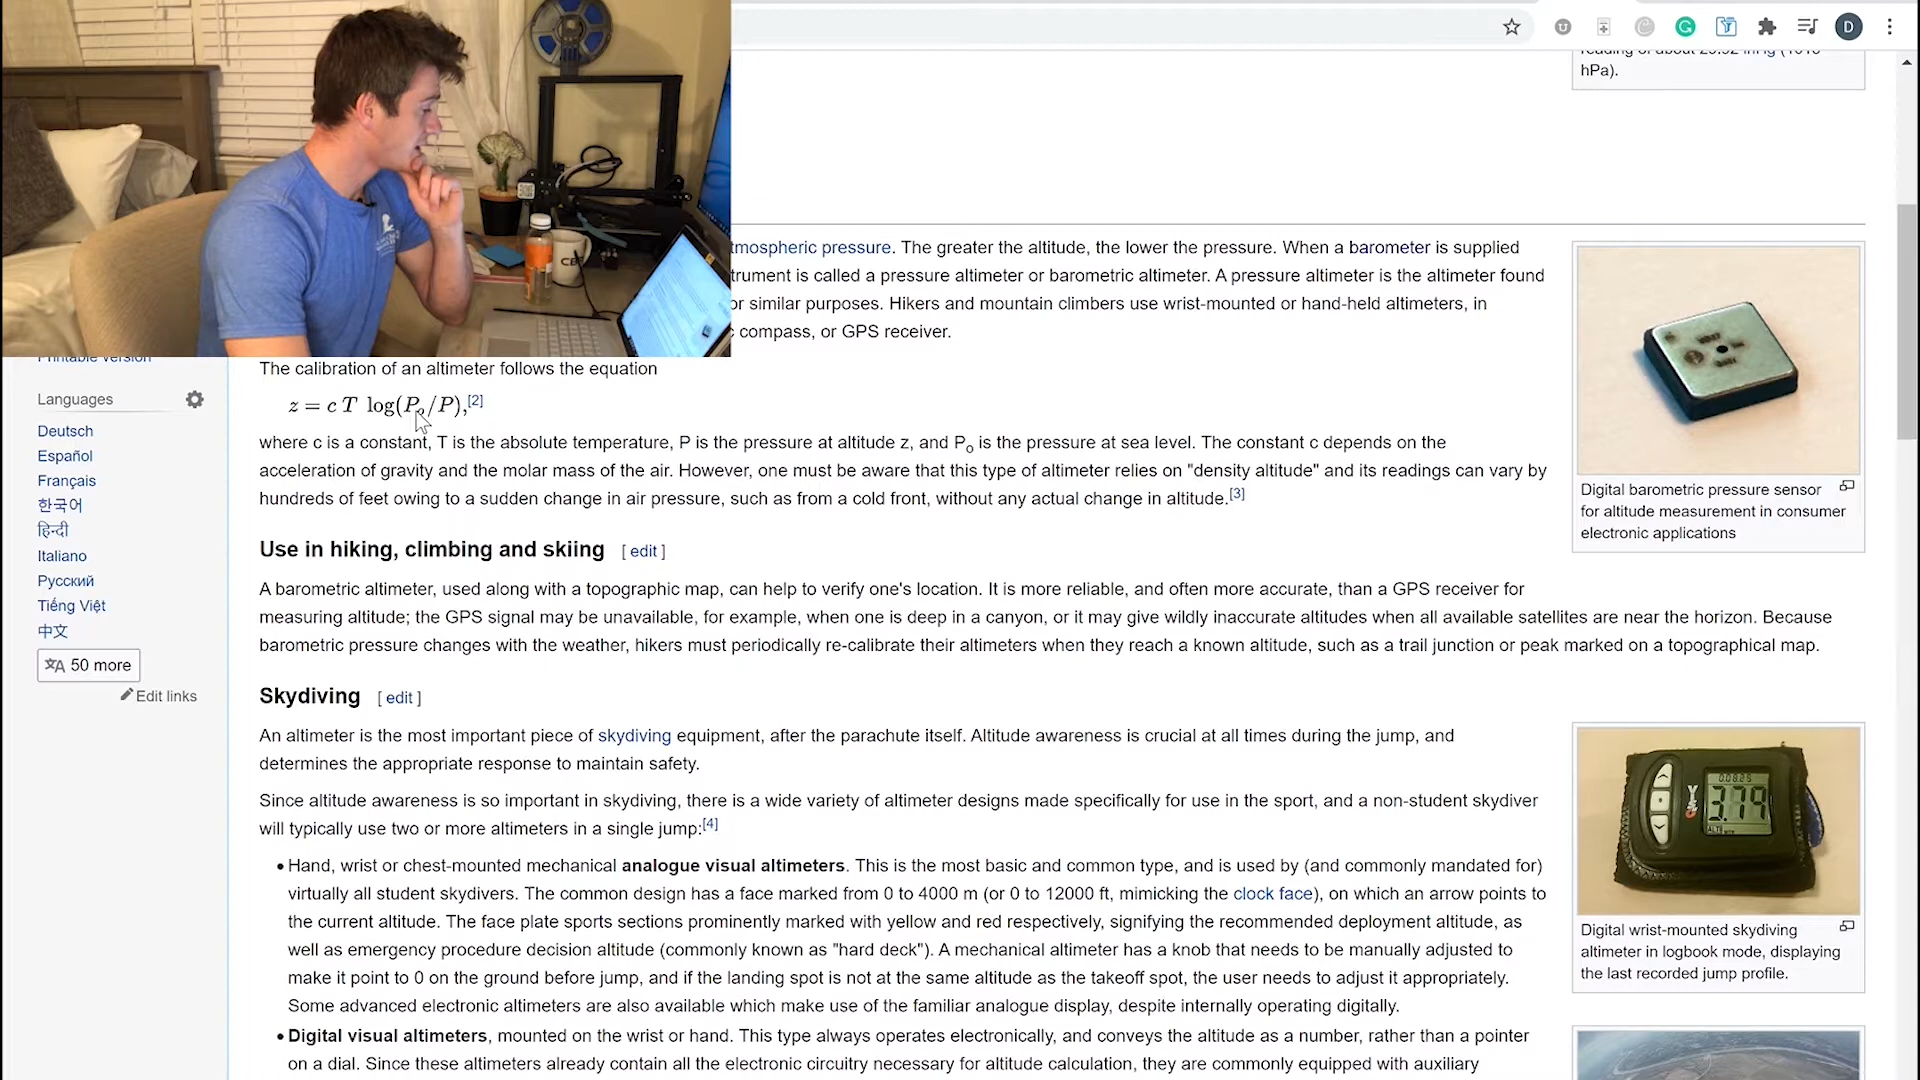 D
reading of about 29.92 inHg (1013
hPa).
tmospheric pressure. The greater the altitude, the lower the pressure. When a barometer is supplied
trument is called a pressure altimeter or barometric altimeter. A pressure altimeter is the altimeter found
or similar purposes. Hikers and mountain climbers use wrist-mounted or hand-held altimeters, in
c compass, or GPS receiver.
Printable version
The calibration of an altimeter follows the equation
z = c T log(Po/P),[2]
where c is a constant, T is the absolute temperature, P is the pressure at altitude z, and Po is the pressure at sea level. The constant c depends on the
acceleration of gravity and the molar mass of the air. However, one must be aware that this type of altimeter relies on "density altitude" and its readings can vary by
hundreds of feet owing to a sudden change in air pressure, such as from a cold front, without any actual change in altitude.[3]
Digital barometric pressure sensor
for altitude measurement in consumer
electronic applications
Languages
Deutsch
Español
Français
한국어
हिन्दी
Italiano
Русский
Tiếng Việt
中文
50 more
Edit links
Use in hiking, climbing and skiing [ edit ]
A barometric altimeter, used along with a topographic map, can help to verify one's location. It is more reliable, and often more accurate, than a GPS receiver for
measuring altitude; the GPS signal may be unavailable, for example, when one is deep in a canyon, or it may give wildly inaccurate altitudes when all available satellites are near the horizon. Because
barometric pressure changes with the weather, hikers must periodically re-calibrate their altimeters when they reach a known altitude, such as a trail junction or peak marked on a topographical map.
Skydiving [ edit ]
An altimeter is the most important piece of skydiving equipment, after the parachute itself. Altitude awareness is crucial at all times during the jump, and
determines the appropriate response to maintain safety.
Since altitude awareness is so important in skydiving, there is a wide variety of altimeter designs made specifically for use in the sport, and a non-student skydiver
will typically use two or more altimeters in a single jump:[4]
• Hand, wrist or chest-mounted mechanical analogue visual altimeters. This is the most basic and common type, and is used by (and commonly mandated for)
virtually all student skydivers. The common design has a face marked from 0 to 4000 m (or 0 to 12000 ft, mimicking the clock face), on which an arrow points to
the current altitude. The face plate sports sections prominently marked with yellow and red respectively, signifying the recommended deployment altitude, as
well as emergency procedure decision altitude (commonly known as "hard deck"). A mechanical altimeter has a knob that needs to be manually adjusted to
make it point to 0 on the ground before jump, and if the landing spot is not at the same altitude as the takeoff spot, the user needs to adjust it appropriately.
Some advanced electronic altimeters are also available which make use of the familiar analogue display, despite internally operating digitally.
• Digital visual altimeters, mounted on the wrist or hand. This type always operates electronically, and conveys the altitude as a number, rather than a pointer
on a dial. Since these altimeters already contain all the electronic circuitry necessary for altitude calculation, they are commonly equipped with auxiliary
3.79
Digital wrist-mounted skydiving
altimeter in logbook mode, displaying
the last recorded jump profile.